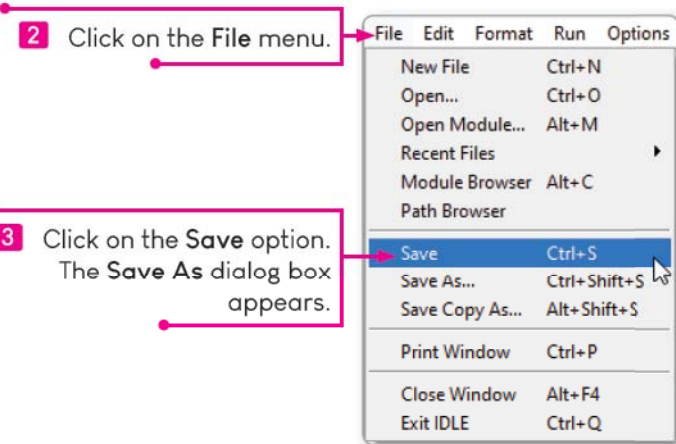 2 Click on the File menu.
File Edit Format Run Options
New File Ctrl+N
Open... Ctrl+O
Open Module... Alt+M
Recent Files
Module Browser Alt+C
Path Browser
3 Click on the Save option.
The Save As dialog box
appears.
Save Ctrl+S
Save As... Ctrl+Shift+S
Save Copy As... Alt+Shift+S
Print Window Ctrl+P
Close Window Alt+F4
Exit IDLE Ctrl+Q